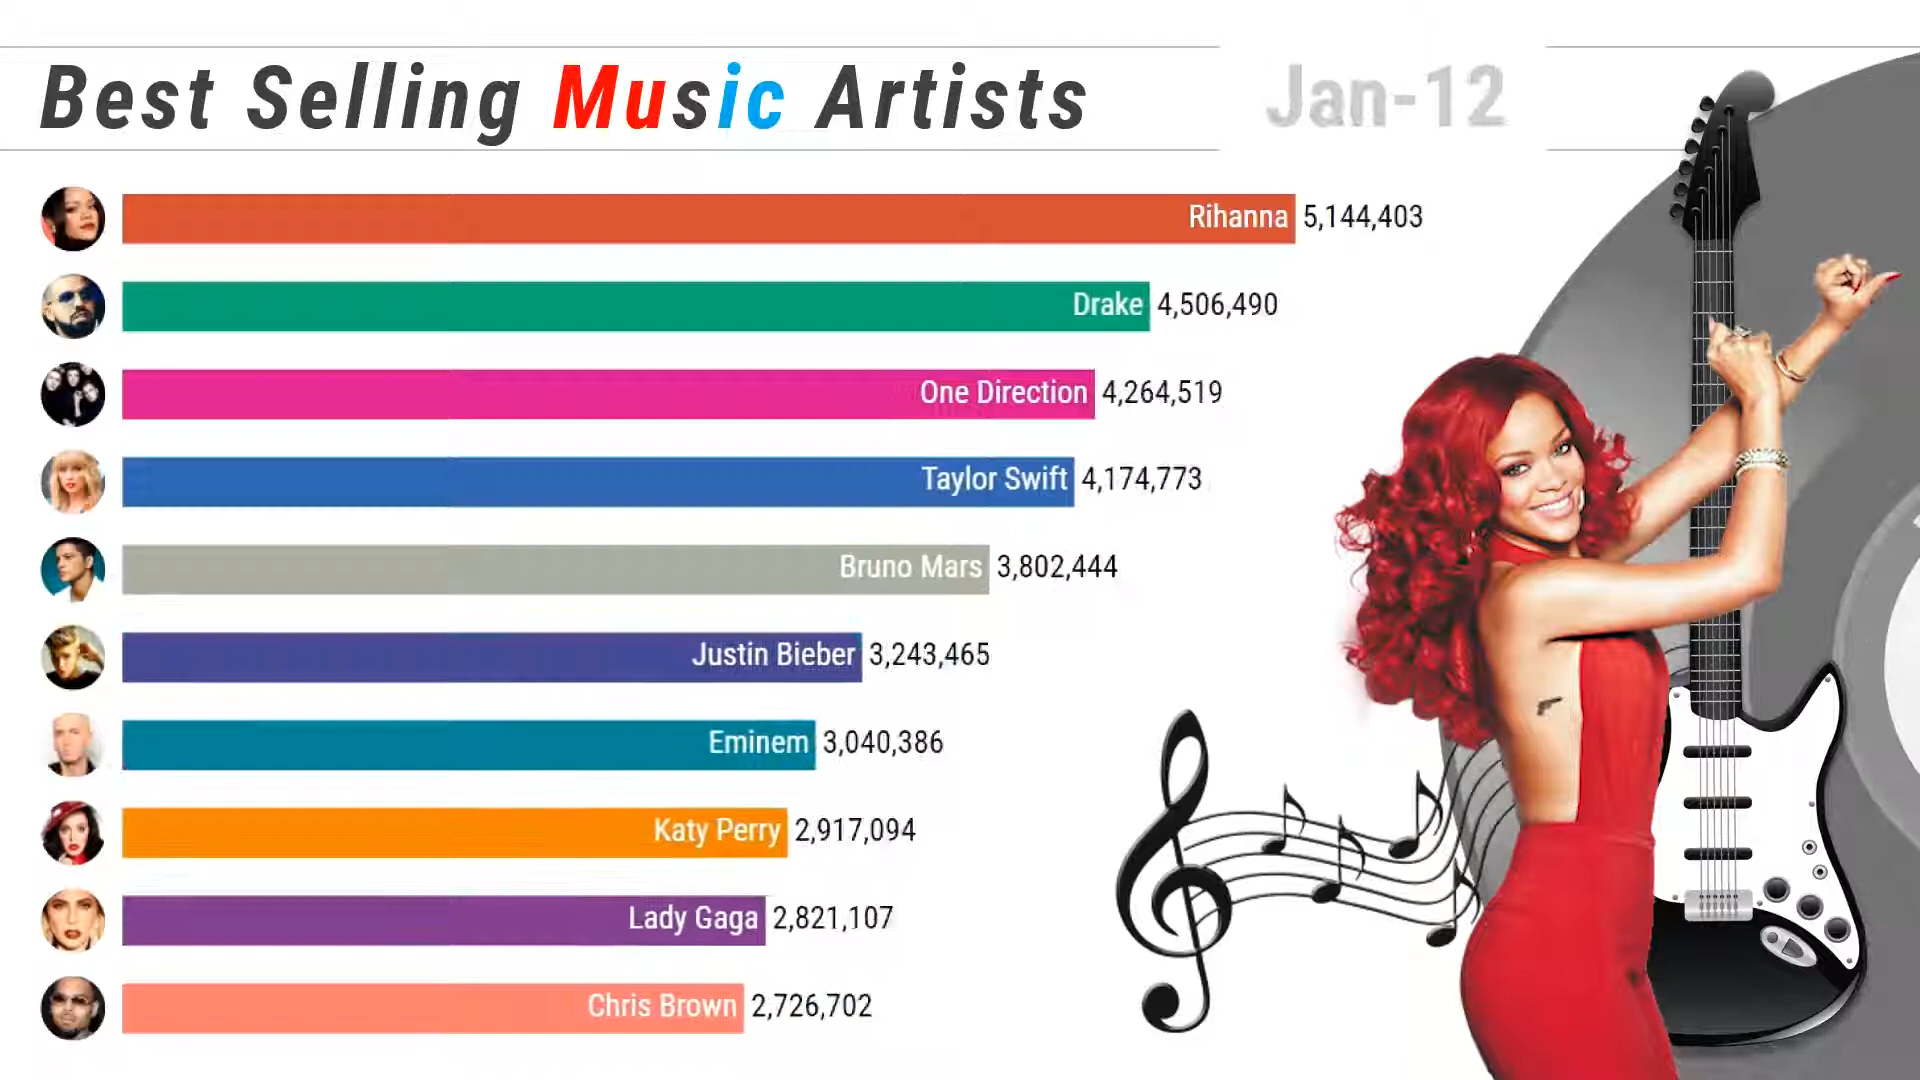 Best Selling Music Artists
Jan-12
Rihanna 5,144,403
Drake 4,506,490
One Direction 4,264,519
Taylor Swift 4,174,773
Bruno Mars 3,802,444
Justin Bieber 3,243,465
Eminem 3,040,386
Katy Perry 2,917,094
Lady Gaga 2,821,107
Chris Brown 2,726,702